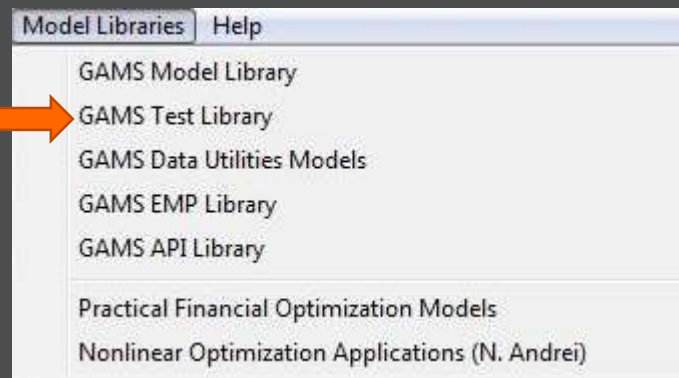 Model Libraries Help
GAMS Model Library
GAMS Test Library
GAMS Data Utilities Models
GAMS EMP Library
GAMS API Library
Practical Financial Optimization Models
Nonlinear Optimization Applications (N. Andrei)